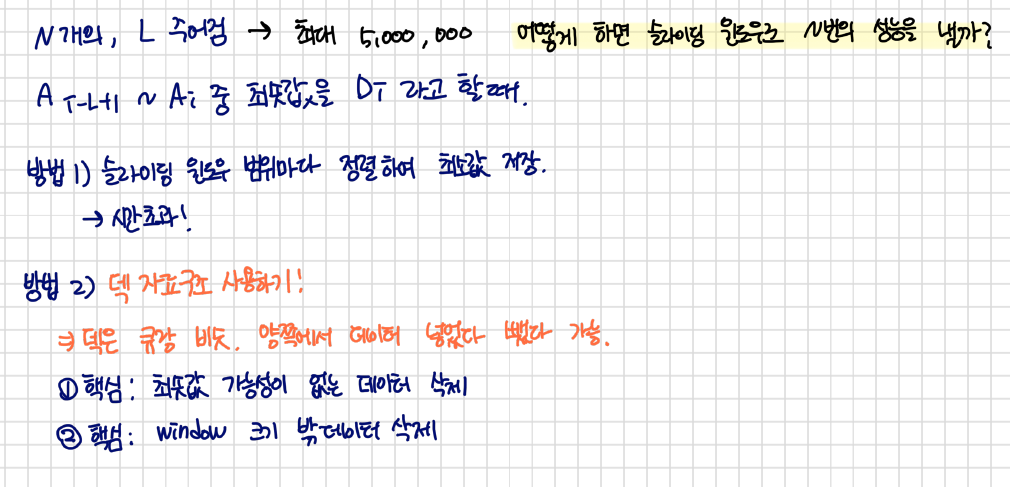 N개의, L 주어짐 → 최대 5,000,000 어떻게 하면 슬라이딩 윈도우로 N번의 성능을 낼까?
A i-L+1 ~ Ai 중 최솟값을 Di 라고 할 때.
방법 1) 슬라이딩 윈도우 범위마다 정렬하여 최소값 저장.
→ 시간초과!
방법 2) 덱 자료구조 사용하기!
⇒ 덱은 큐랑 비슷. 양쪽에서 데이터 넣었다 뺐다 가능.
① 핵심: 최솟값 가능성이 없는 데이터 삭제
② 핵심: window 크기 밖 데이터 삭제